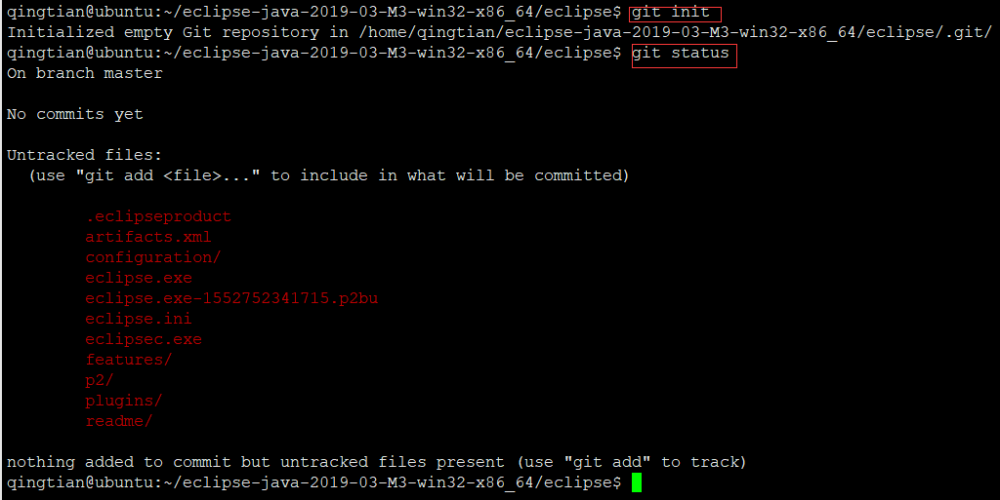 qingtian@ubuntu:~/eclipse-java-2019-03-M3-win32-x86_64/eclipse$ git init
Initialized empty Git repository in /home/qingtian/eclipse-java-2019-03-M3-win32-x86_64/eclipse/.git/
qingtian@ubuntu:~/eclipse-java-2019-03-M3-win32-x86_64/eclipse$ git status
On branch master
No commits yet
Untracked files:
(use "git add <file>..." to include in what will be committed)
.eclipseproduct
artifacts.xml
configuration/
eclipse.exe
eclipse.exe-1552752341715.p2bu
eclipse.ini
eclipsec.exe
features/
p2/
plugins/
readme/
nothing added to commit but untracked files present (use "git add" to track)
qingtian@ubuntu:~/eclipse-java-2019-03-M3-win32-x86_64/eclipse$